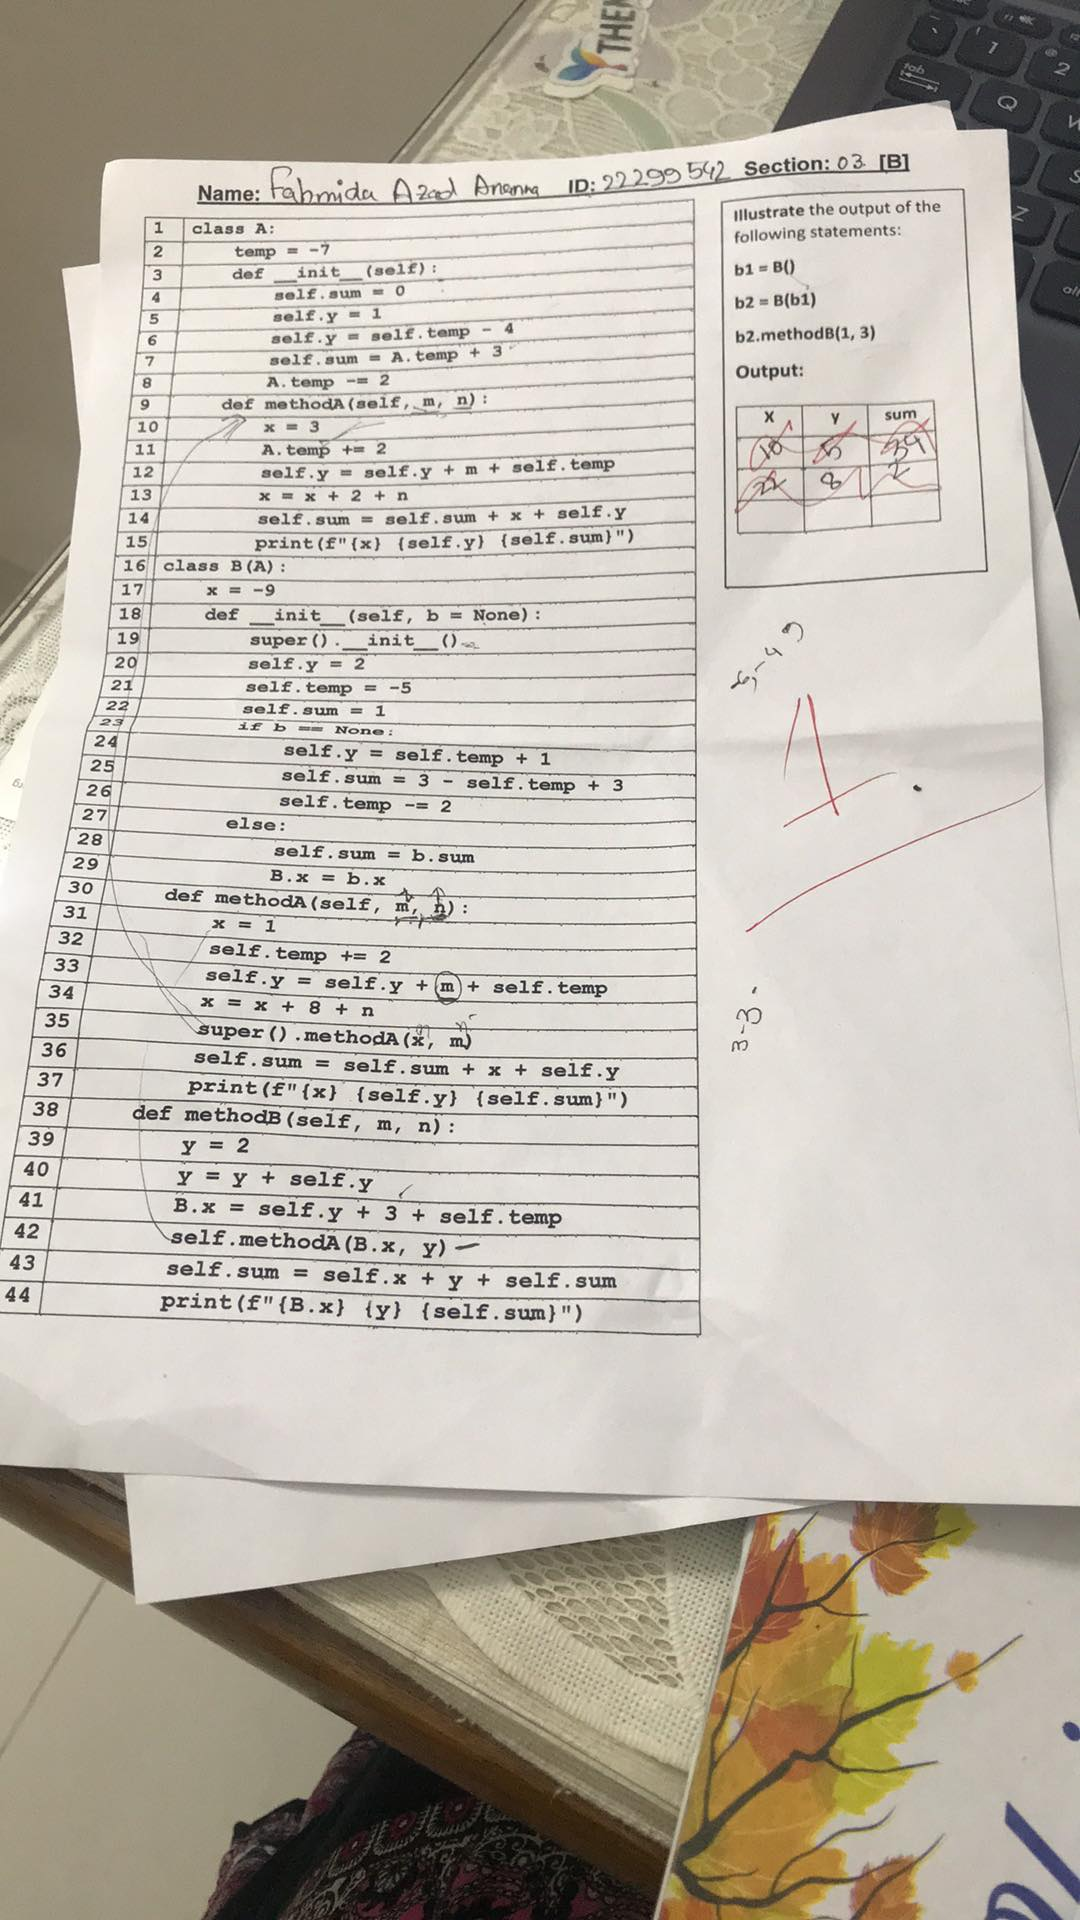 THEN
tab
1
2
Q
W
Z
Name: Fahmida Azad Ananna ID: 22299542 Section: 03 [B]
1 class A:
2 temp = -7
3 def __init__(self):
4 self.sum = 0
5 self.y = 1
6 self.y = self.temp - 4
7 self.sum = A.temp + 3
8 A.temp -= 2
9 def methodA(self, m, n):
10 x = 3
11 A.temp += 2
12 self.y = self.y + m + self.temp
13 x = x + 2 + n
14 self.sum = self.sum + x + self.y
15 print(f"{x} {self.y} {self.sum}")
16 class B(A):
17 x = -9
18 def __init__(self, b = None):
19 super().__init__()
20 self.y = 2
21 self.temp = -5
22 self.sum = 1
23 if b == None:
24 self.y = self.temp + 1
25 self.sum = 3 - self.temp + 3
26 self.temp -= 2
27 else:
28 self.sum = b.sum
29 B.x = b.x
30 def methodA(self, m, n):
31 x = 1
32 self.temp += 2
33 self.y = self.y + m + self.temp
34 x = x + 8 + n
35 super().methodA(x, m)
36 self.sum = self.sum + x + self.y
37 print(f"{x} {self.y} {self.sum}")
38 def methodB(self, m, n):
39 y = 2
40 y = y + self.y
41 B.x = self.y + 3 + self.temp
42 self.methodA(B.x, y)
43 self.sum = self.x + y + self.sum
44 print(f"{B.x} {y} {self.sum}")
Illustrate the output of the
following statements:
b1 = B()
b2 = B(b1)
b2.methodB(1, 3)
Output:
x y sum
10 5 39
22 8 2
1
3-3-